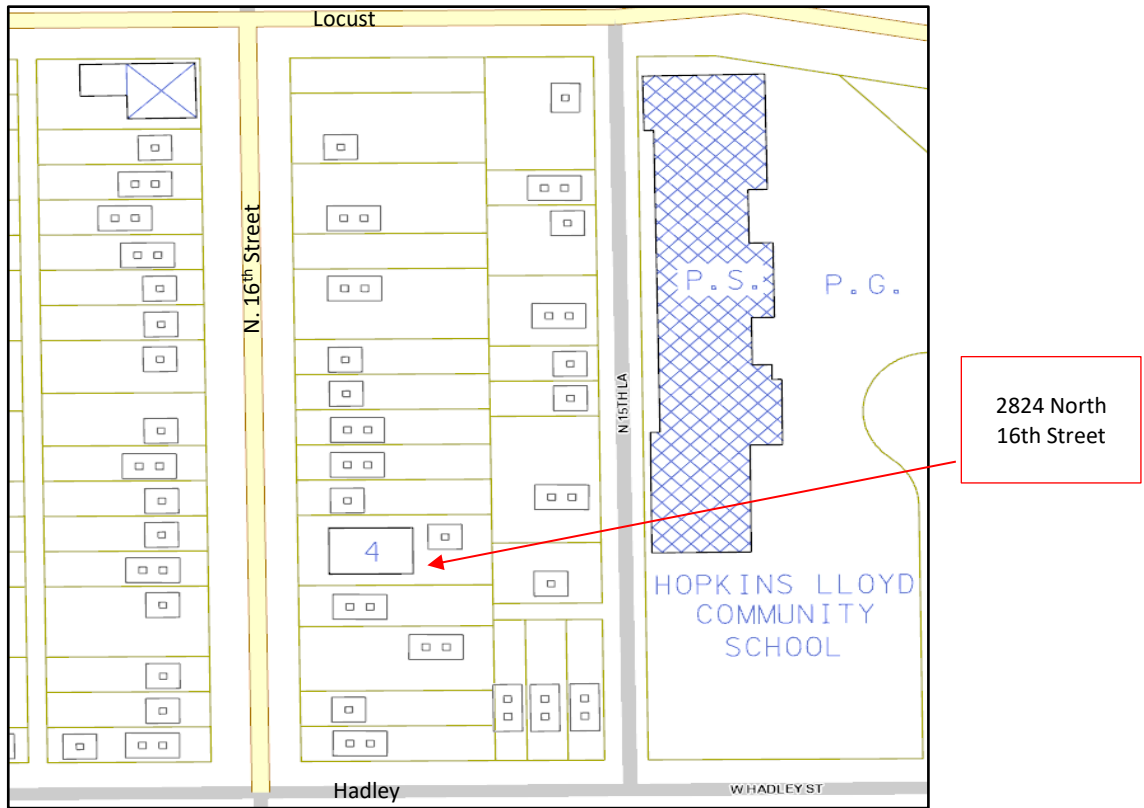 Locust
N. 16th Street
P.S.
P.G.
N 15TH LA
2824 North
16th Street
4
HOPKINS LLOYD
COMMUNITY
SCHOOL
Hadley
W HADLEY ST